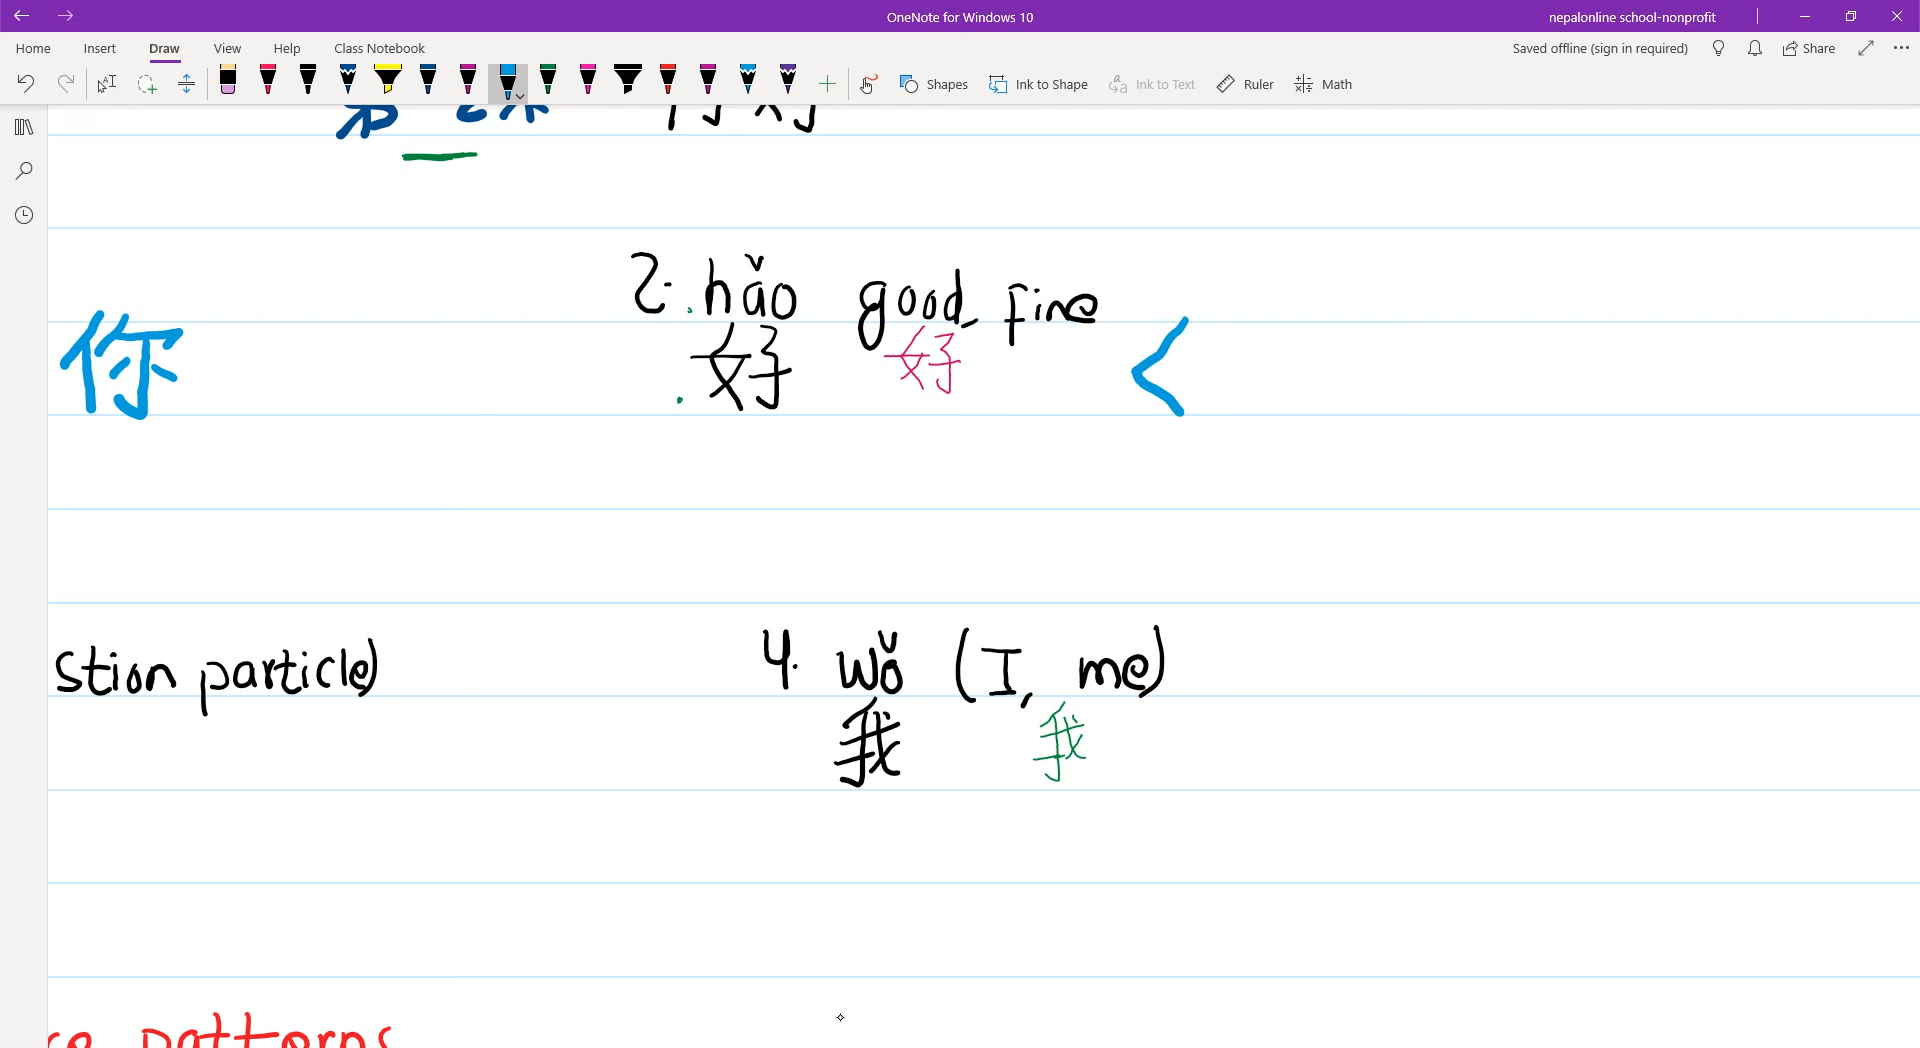 OneNote for Windows 10
nepalonline school-nonprofit
Home Insert Draw View Help Class Notebook
Saved offline (sign in required) Share
Shapes Ink to Shape Ink to Text Ruler Math
2. hǎo good, fine
你 好 好
stion particle)
4. wǒ (I, me)
我 我
patterns